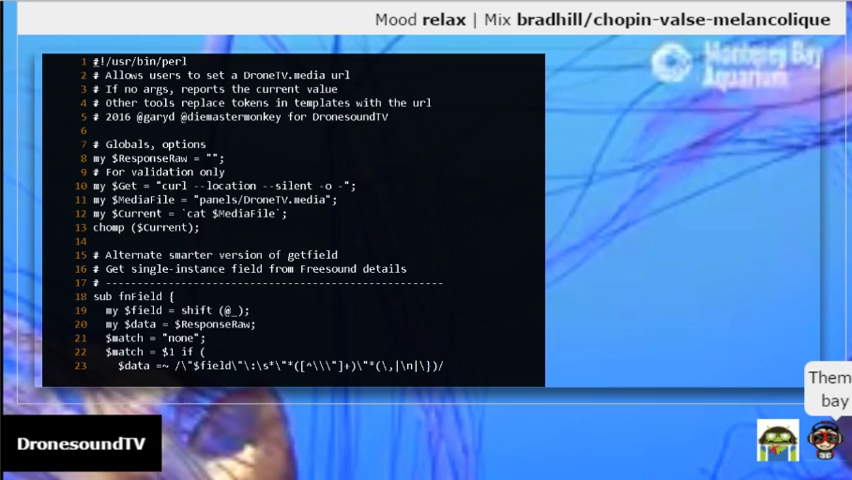 Mood relax | Mix bradhill/chopin-valse-melancolique
Monterey Bay
Aquarium
1 #!/usr/bin/perl
2 # Allows users to set a DroneTV.media url
3 # If no args, reports the current value
4 # Other tools replace tokens in templates with the url
5 # 2016 @garyd @diemastermonkey for DronesoundTV
6
7 # Globals, options
8 my $ResponseRaw = "";
9 # For validation only
10 my $Get = "curl --location --silent -o -";
11 my $MediaFile = "panels/DroneTV.media";
12 my $Current = `cat $MediaFile`;
13 chomp ($Current);
14
15 # Alternate smarter version of getfield
16 # Get single-instance field from Freesound details
17 # ------------------------------------------------------
18 sub fnField {
19 my $field = shift (@_);
20 my $data = $ResponseRaw;
21 $match = "none";
22 $match = $1 if (
23 $data =~ /\"$field\"\:\s*\"*([^\\\"]+)\"*(\,|\n|\})/
Them
bay
DronesoundTV